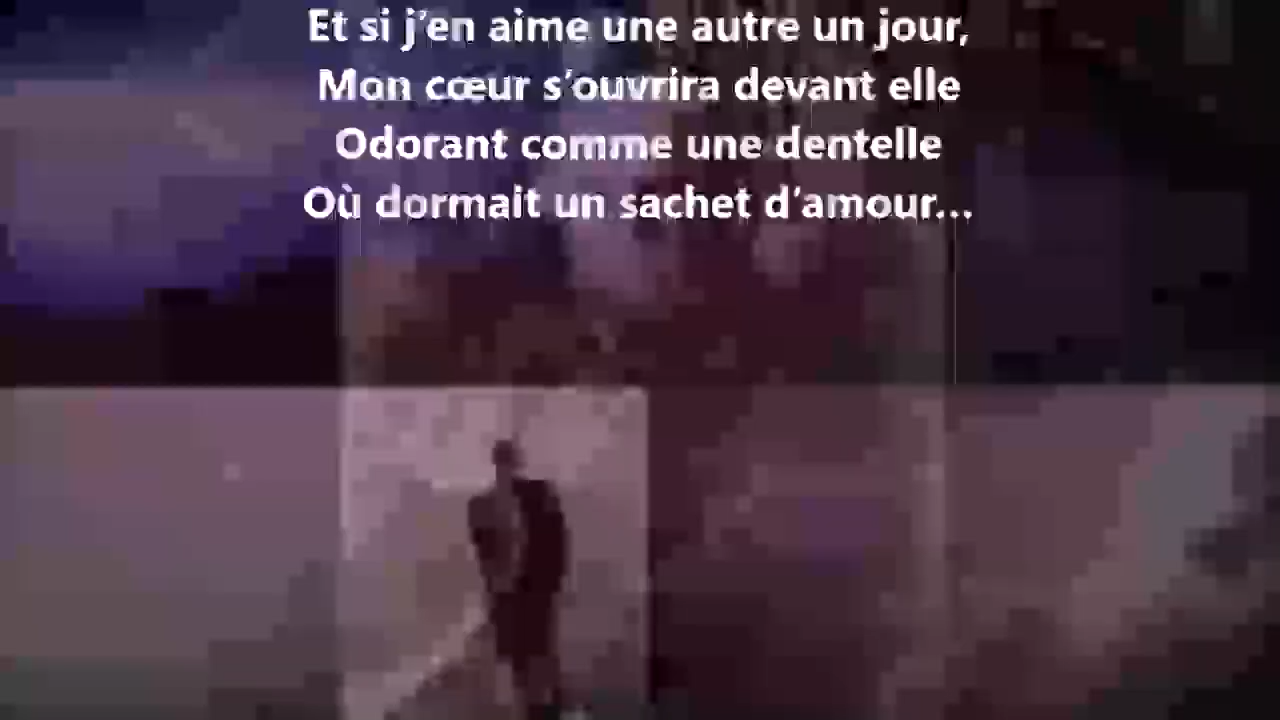 Et si j’en aime une autre un jour,
Mon cœur s’ouvrira devant elle
Odorant comme une dentelle
Où dormait un sachet d’amour...